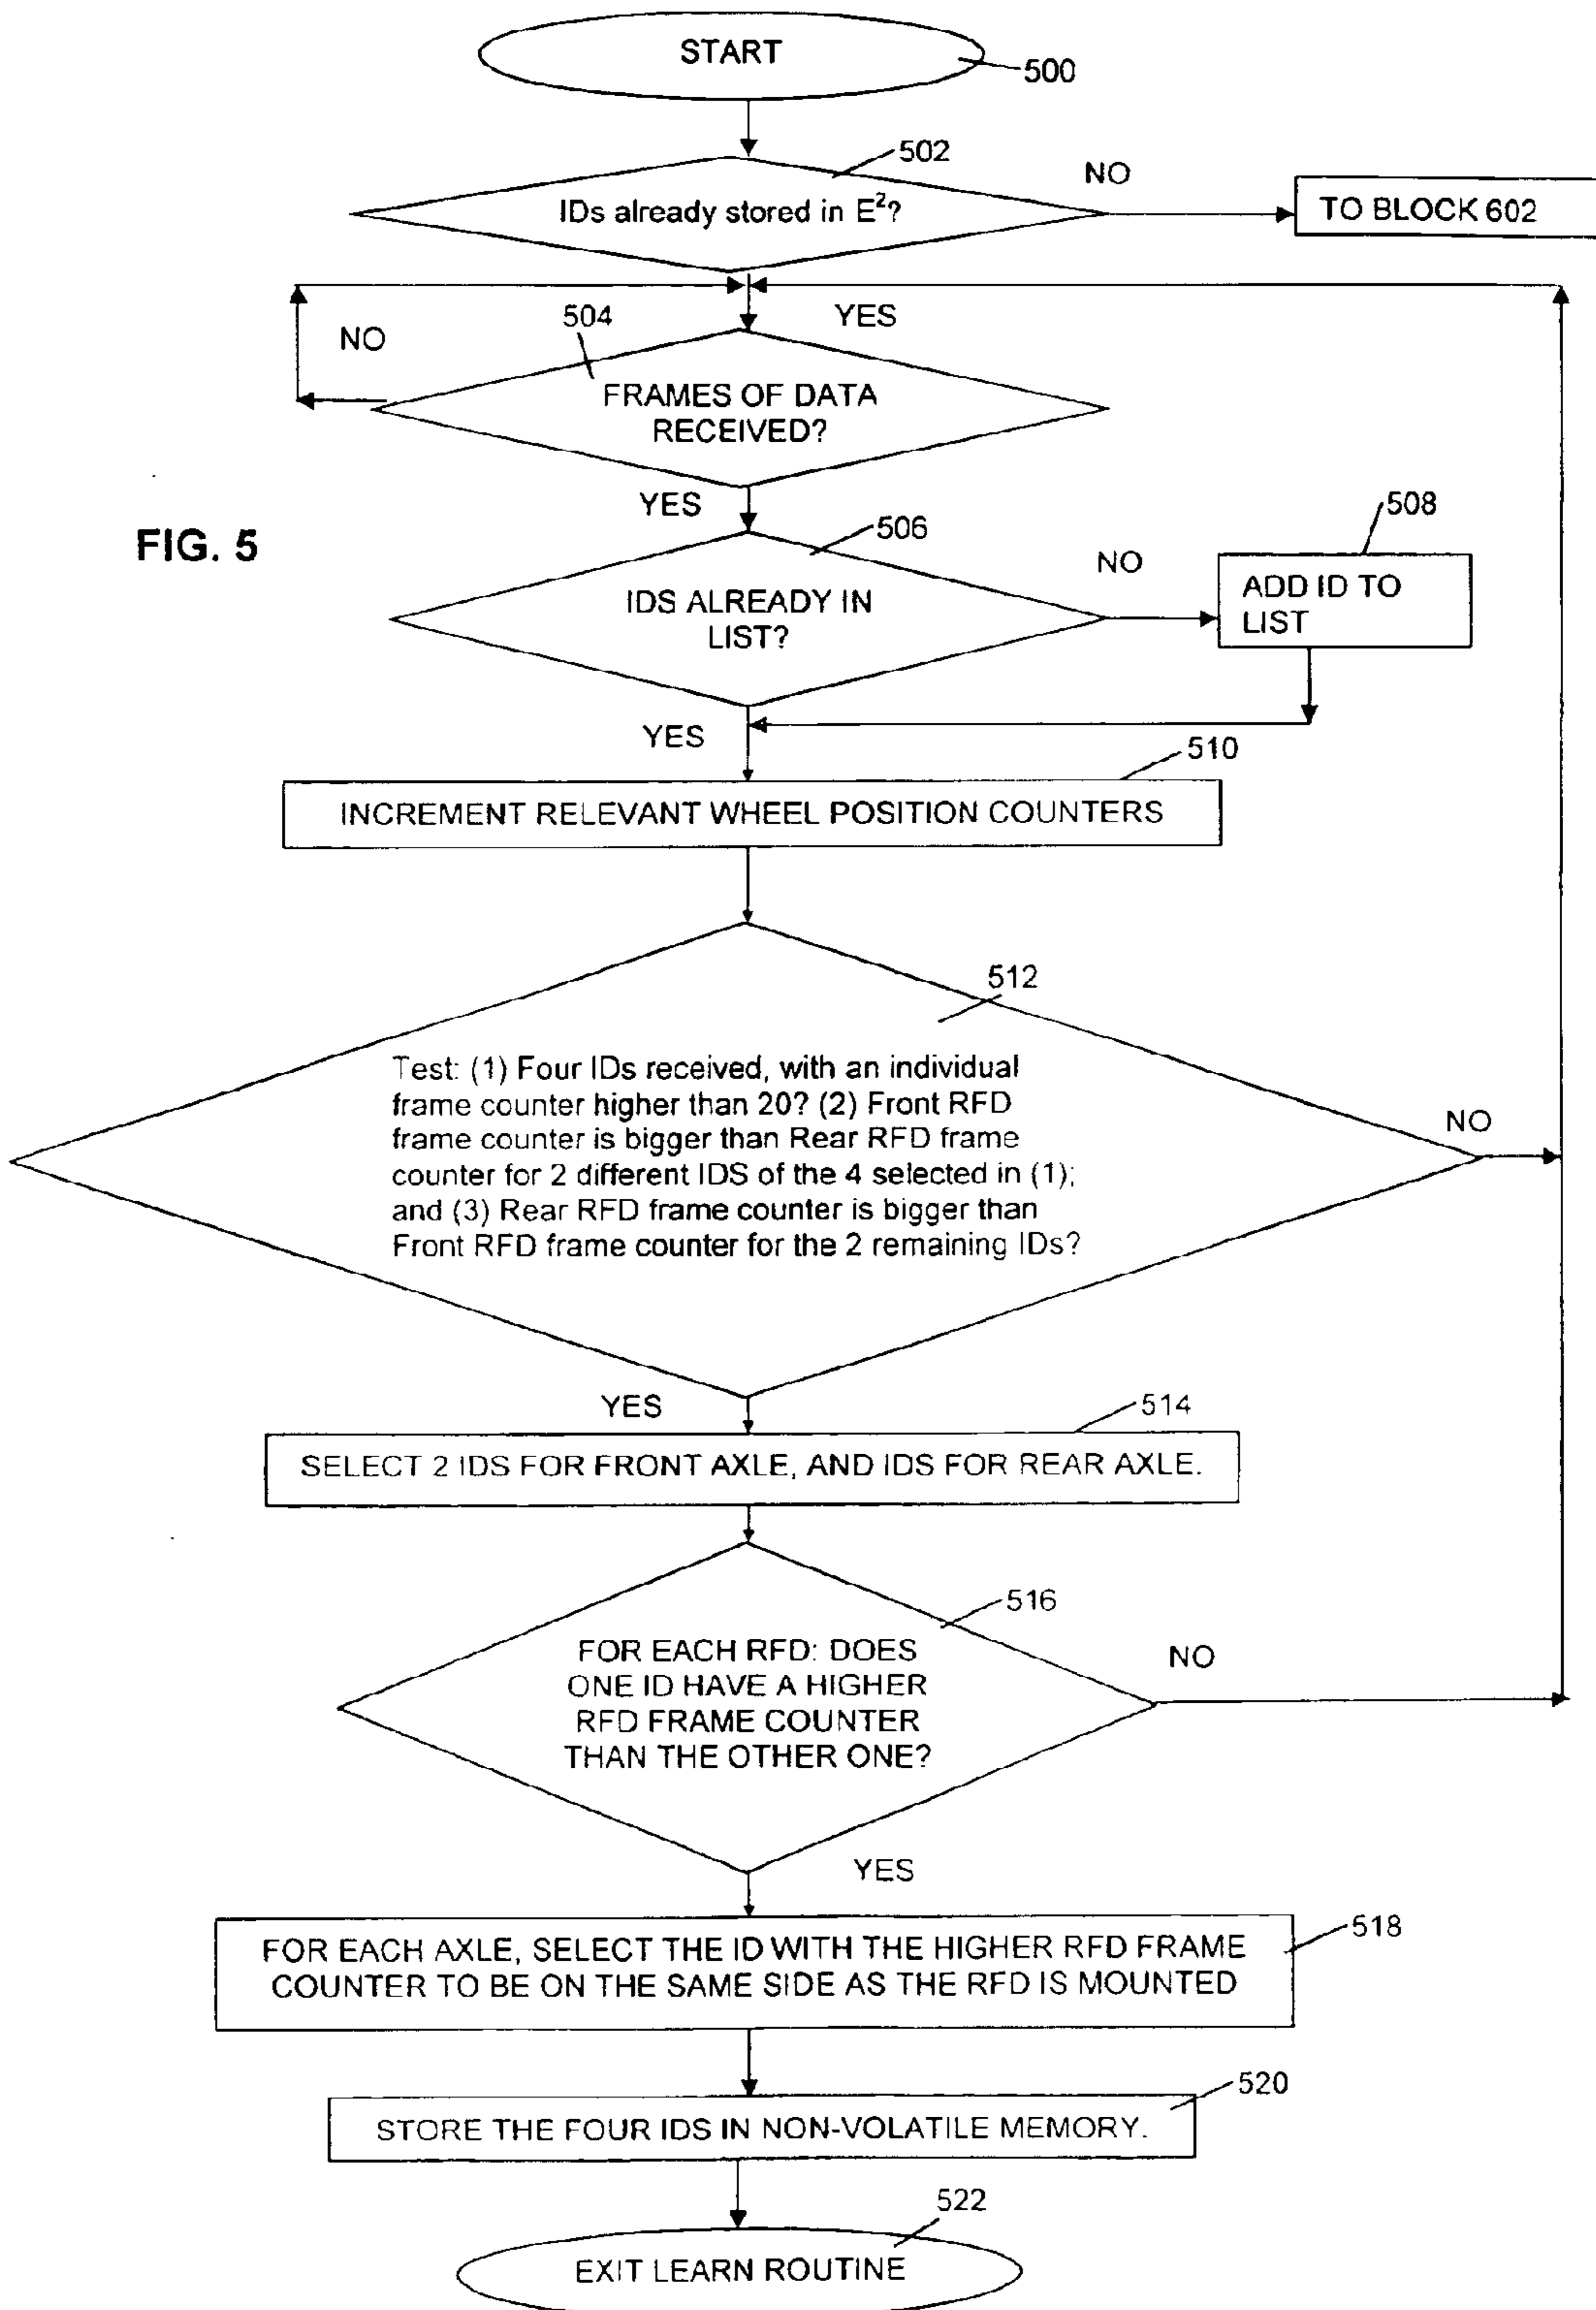 START
500
502
NO
IDs already stored in E²?
TO BLOCK 602
504
YES
NO
FRAMES OF DATA
RECEIVED?
YES
508
FIG. 5
506
NO
ADD ID TO
LIST
IDS ALREADY IN
LIST?
YES
510
INCREMENT RELEVANT WHEEL POSITION COUNTERS
512
Test: (1) Four IDs received, with an individual
frame counter higher than 20? (2) Front RFD
frame counter is bigger than Rear RFD frame
counter for 2 different IDS of the 4 selected in (1);
and (3) Rear RFD frame counter is bigger than
Front RFD frame counter for the 2 remaining IDs?
NO
YES
514
SELECT 2 IDS FOR FRONT AXLE, AND IDS FOR REAR AXLE.
516
FOR EACH RFD: DOES
ONE ID HAVE A HIGHER
RFD FRAME COUNTER
THAN THE OTHER ONE?
NO
YES
518
FOR EACH AXLE, SELECT THE ID WITH THE HIGHER RFD FRAME
COUNTER TO BE ON THE SAME SIDE AS THE RFD IS MOUNTED
520
STORE THE FOUR IDS IN NON-VOLATILE MEMORY.
522
EXIT LEARN ROUTINE